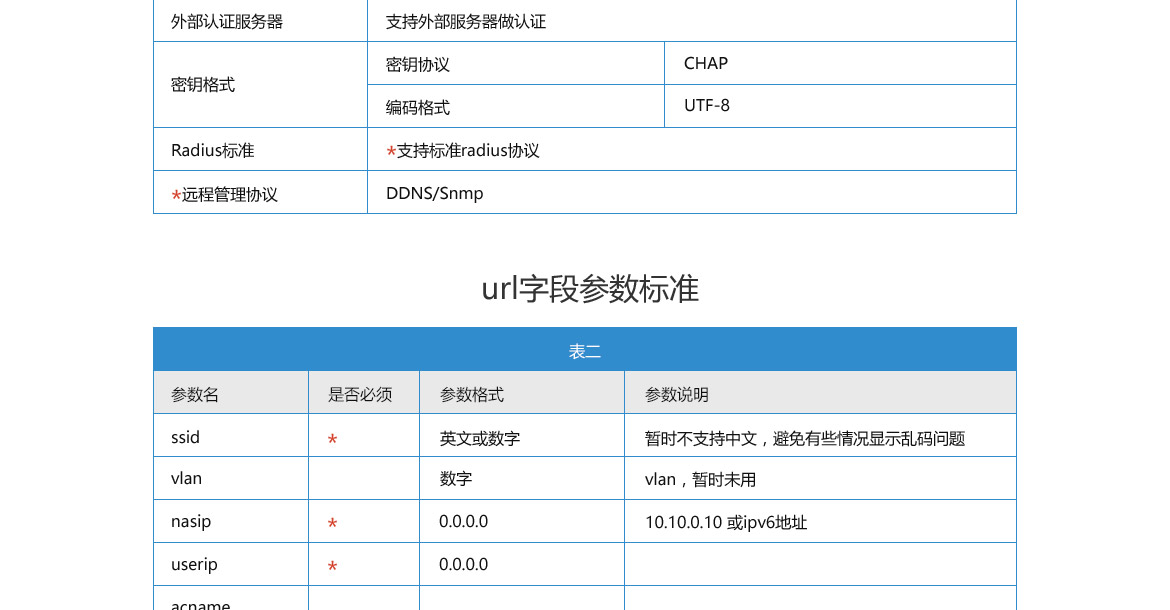 外部认证服务器 支持外部服务器做认证
密钥格式 密钥协议 CHAP
编码格式 UTF-8
Radius标准 *支持标准radius协议
*远程管理协议 DDNS/Snmp
url字段参数标准
表二
参数名 是否必须 参数格式 参数说明
ssid * 英文或数字 暂时不支持中文，避免有些情况显示乱码问题
vlan 数字 vlan，暂时未用
nasip * 0.0.0.0 10.10.0.10 或ipv6地址
userip * 0.0.0.0
acname